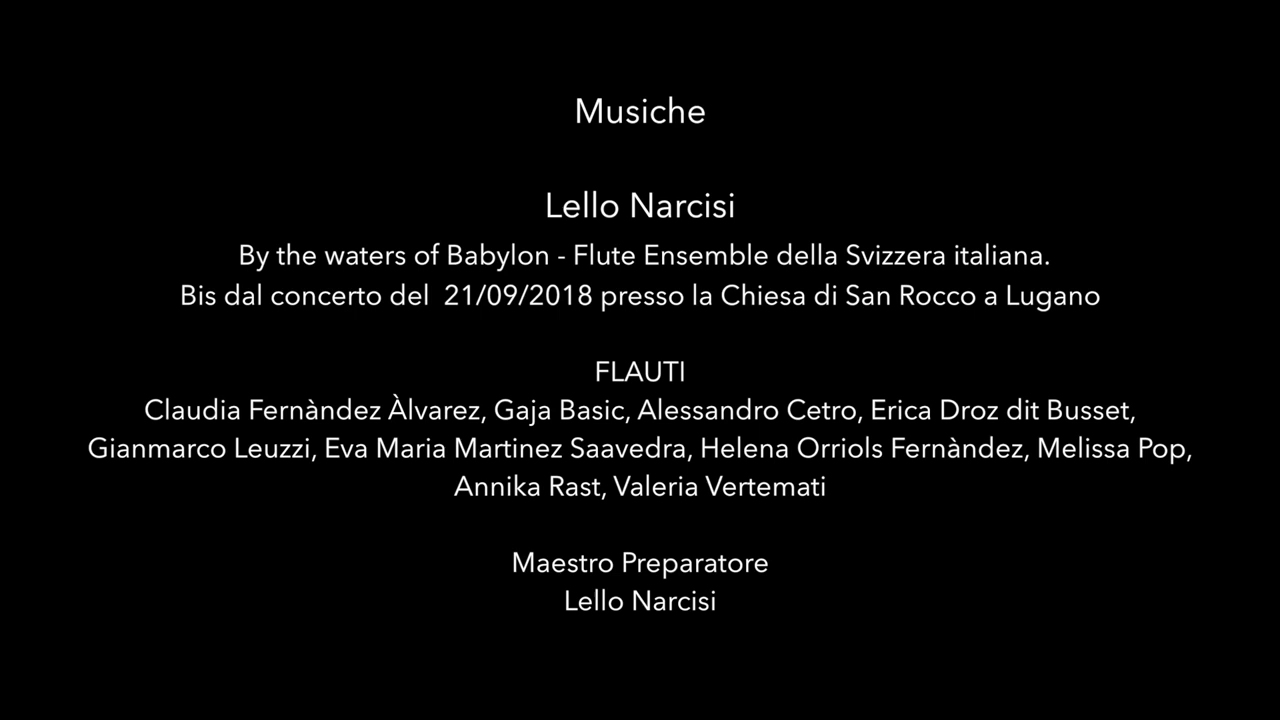 Musiche
Lello Narcisi
By the waters of Babylon - Flute Ensemble della Svizzera italiana.
Bis dal concerto del  21/09/2018 presso la Chiesa di San Rocco a Lugano
FLAUTI
Claudia Fernàndez Àlvarez, Gaja Basic, Alessandro Cetro, Erica Droz dit Busset,
Gianmarco Leuzzi, Eva Maria Martinez Saavedra, Helena Orriols Fernàndez, Melissa Pop,
Annika Rast, Valeria Vertemati
Maestro Preparatore
Lello Narcisi